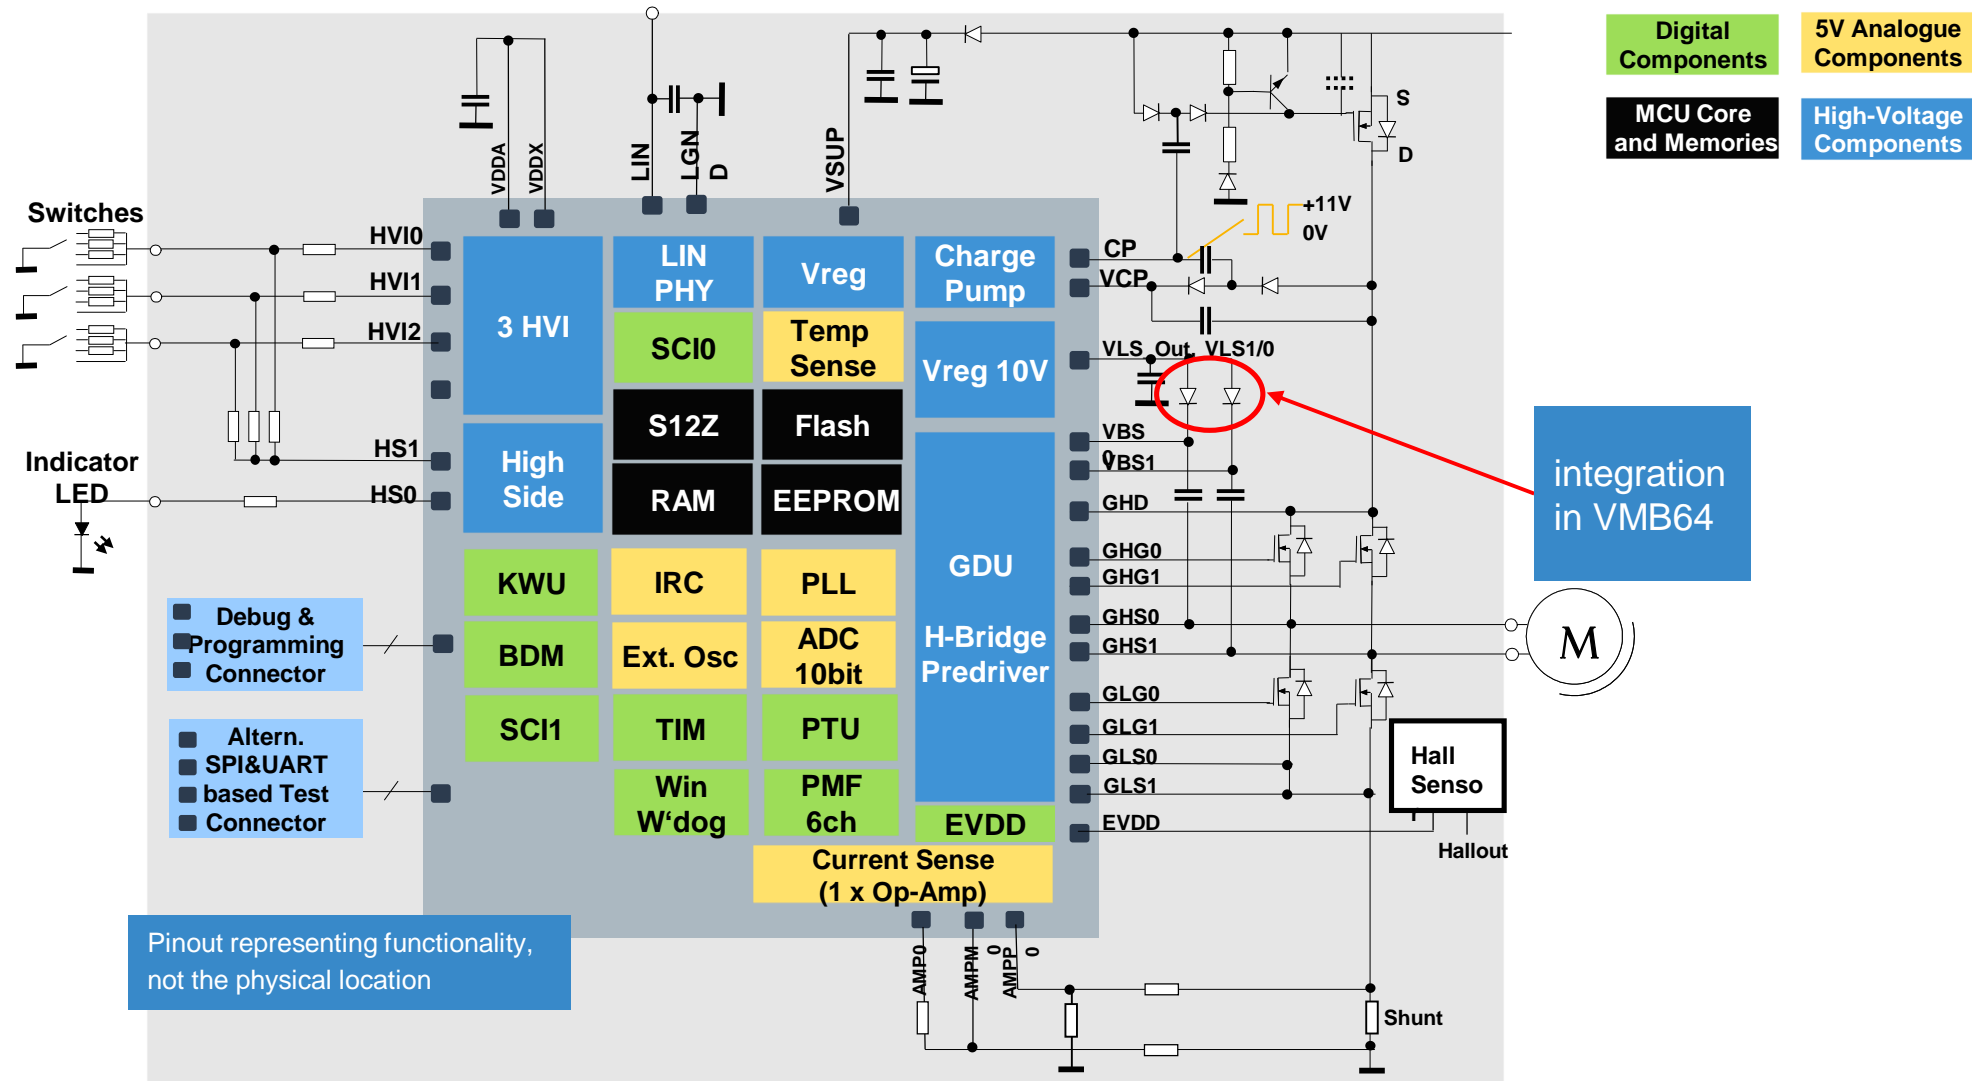 Digital
Components
5V Analogue
Components
MCU Core
and Memories
High-Voltage
Components
S
D
VDDA
VDDX
LIN
LGN
D
VSUP
+11V
0V
Switches
HVI0
HVI1
HVI2
HS1
HS0
Indicator
LED
3 HVI
LIN
PHY
Vreg
Charge
Pump
SCI0
Temp
Sense
Vreg 10V
S12Z
Flash
High
Side
RAM
EEPROM
GDU
H-Bridge
Predriver
KWU
IRC
PLL
BDM
Ext. Osc
ADC
10bit
SCI1
TIM
PTU
Win
W‘dog
PMF
6ch
EVDD
Current Sense
(1 x Op-Amp)
CP
VCP
VLS_Out, VLS1/0
VBS
0
VBS1
GHD
GHG0
GHG1
GHS0
GHS1
GLG0
GLG1
GLS0
GLS1
EVDD
integration
in VMB64
M
Hall
Senso
r
Hallout
Debug &
Programming
Connector
Altern.
SPI&UART
based Test
Connector
AMP0
AMPM
0
AMPP
0
Shunt
Pinout representing functionality,
not the physical location